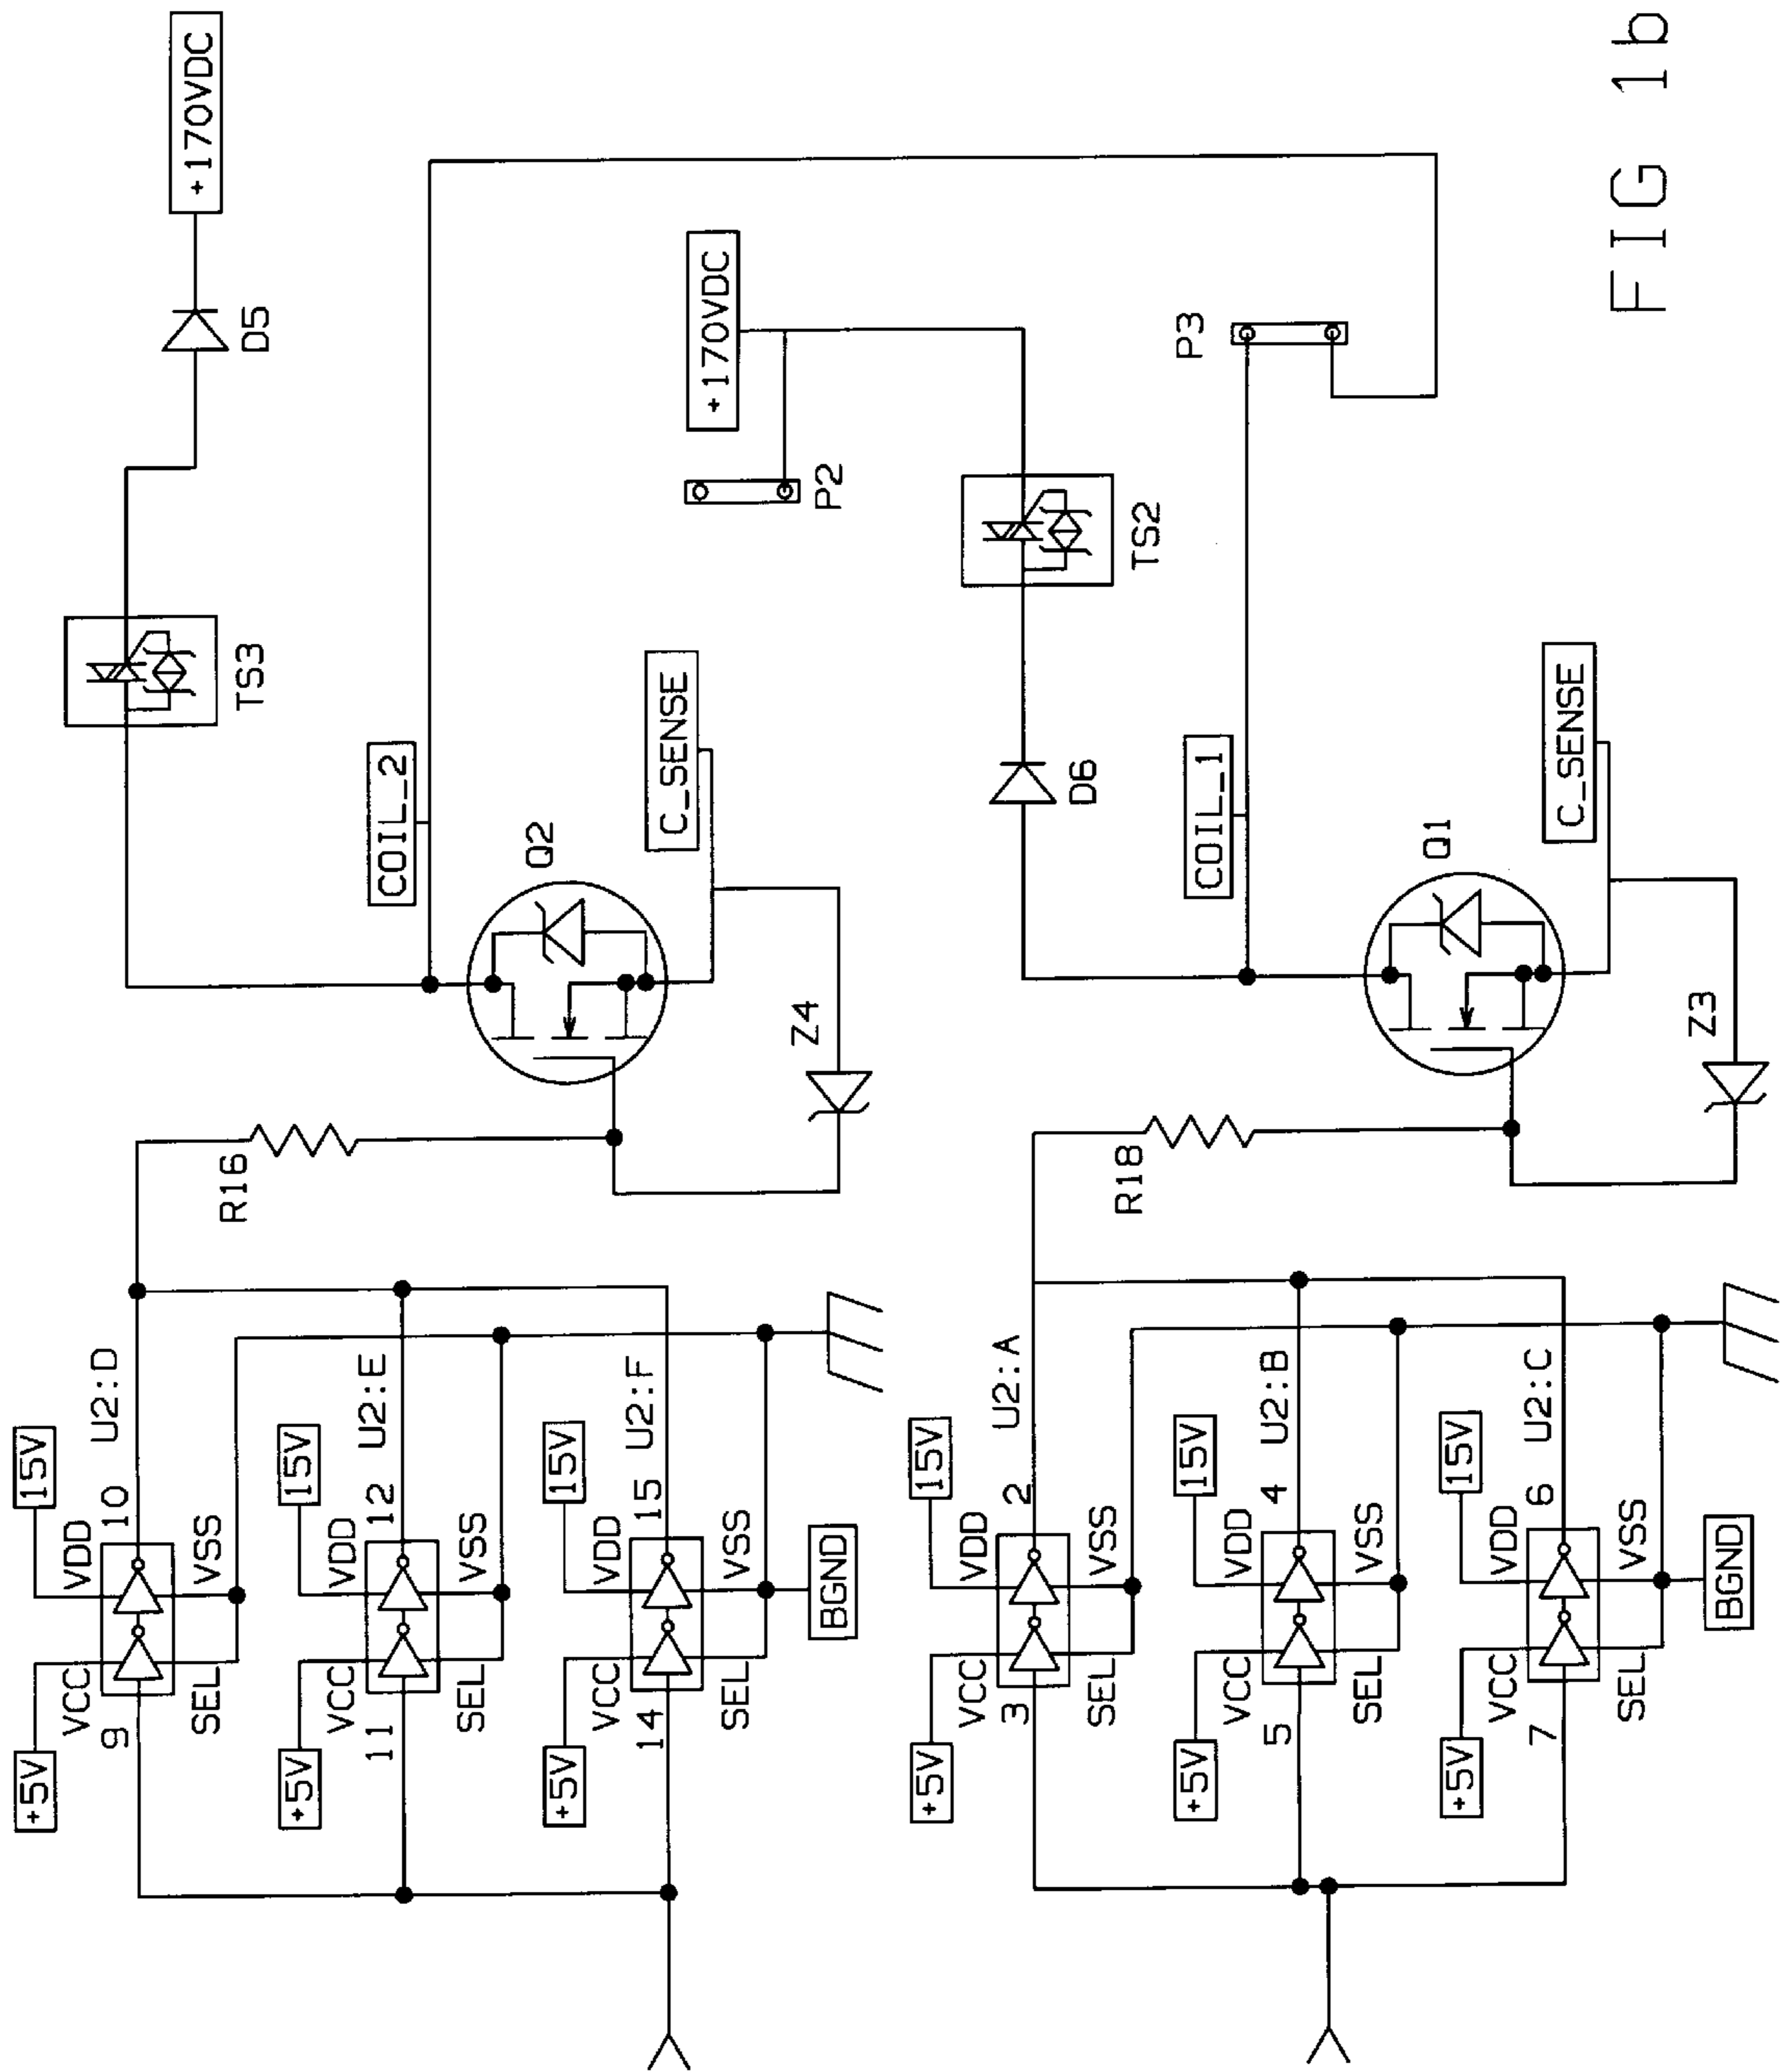 +5V
15V
VCC
VDD
9
10
U2:D
SEL
VSS
R16
TS3
D5
+170VDC
+5V
15V
VCC
VDD
11
12
U2:E
SEL
VSS
COIL_2
+5V
15V
VCC
VDD
14
15
U2:F
SEL
VSS
BGND
Q2
C_SENSE
Z4
+170VDC
P2
+5V
15V
VCC
VDD
3
2
U2:A
SEL
VSS
R18
D6
TS2
+5V
15V
VCC
VDD
5
4
U2:B
SEL
VSS
COIL_1
P3
+5V
15V
VCC
VDD
7
6
U2:C
SEL
VSS
BGND
Q1
C_SENSE
Z3
FIG 1b